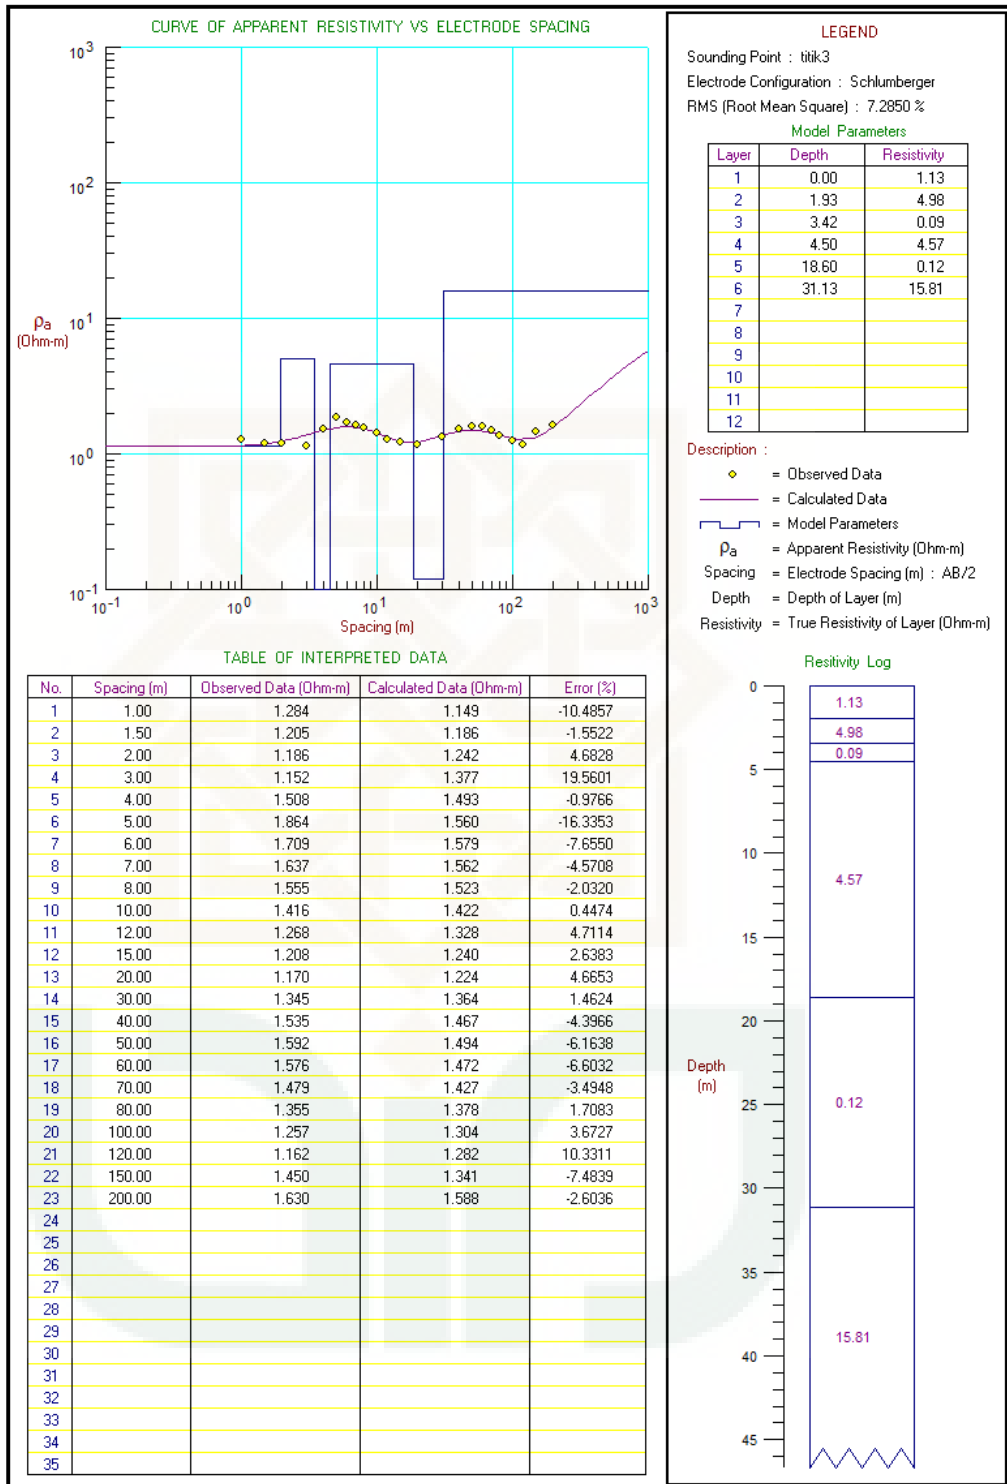 CURVE OF APPARENT RESISTIVITY VS ELECTRODE SPACING
10^3
10^2
10^1
10^0
10^-1
ρa
(Ohm-m)
10^-1 10^0 10^1 10^2 10^3
Spacing (m)
TABLE OF INTERPRETED DATA
No. Spacing (m) Observed Data (Ohm-m) Calculated Data (Ohm-m) Error (%)
1 1.00 1.284 1.149 -10.4857
2 1.50 1.205 1.186 -1.5522
3 2.00 1.186 1.242 4.6828
4 3.00 1.152 1.377 19.5601
5 4.00 1.508 1.493 -0.9766
6 5.00 1.864 1.560 -16.3353
7 6.00 1.709 1.579 -7.6550
8 7.00 1.637 1.562 -4.5708
9 8.00 1.555 1.523 -2.0320
10 10.00 1.416 1.422 0.4474
11 12.00 1.268 1.328 4.7114
12 15.00 1.208 1.240 2.6383
13 20.00 1.170 1.224 4.6653
14 30.00 1.345 1.364 1.4624
15 40.00 1.535 1.467 -4.3966
16 50.00 1.592 1.494 -6.1638
17 60.00 1.576 1.472 -6.6032
18 70.00 1.479 1.427 -3.4948
19 80.00 1.355 1.378 1.7083
20 100.00 1.257 1.304 3.6727
21 120.00 1.162 1.282 10.3311
22 150.00 1.450 1.341 -7.4839
23 200.00 1.630 1.588 -2.6036
24
25
26
27
28
29
30
31
32
33
34
35
LEGEND
Sounding Point : titik3
Electrode Configuration : Schlumberger
RMS (Root Mean Square) : 7.2850 %
Model Parameters
Layer Depth Resistivity
1 0.00 1.13
2 1.93 4.98
3 3.42 0.09
4 4.50 4.57
5 18.60 0.12
6 31.13 15.81
7
8
9
10
11
12
Description :
= Observed Data
= Calculated Data
= Model Parameters
ρa = Apparent Resistivity (Ohm-m)
Spacing = Electrode Spacing (m) : AB/2
Depth = Depth of Layer (m)
Resistivity = True Resistivity of Layer (Ohm-m)
Resitivity Log
0
1.13
4.98
0.09
5
10
4.57
15
20
Depth
(m)
25
0.12
30
35
15.81
40
45